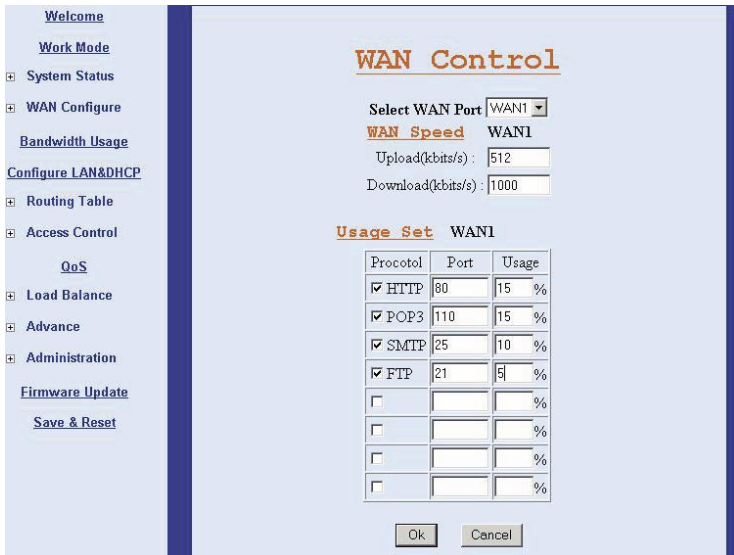 Welcome
Work Mode
System Status
WAN Configure
Bandwidth Usage
Configure LAN&DHCP
Routing Table
Access Control
QoS
Load Balance
Advance
Administration
Firmware Update
Save & Reset
WAN Control
Select WAN Port WAN1
WAN Speed WAN1
Upload(kbits/s) : 512
Download(kbits/s) : 1000
Usage Set WAN1
Procotol Port Usage
HTTP 80 15 %
POP3 110 15 %
SMTP 25 10 %
FTP 21 5 %
%
%
%
%
Ok Cancel